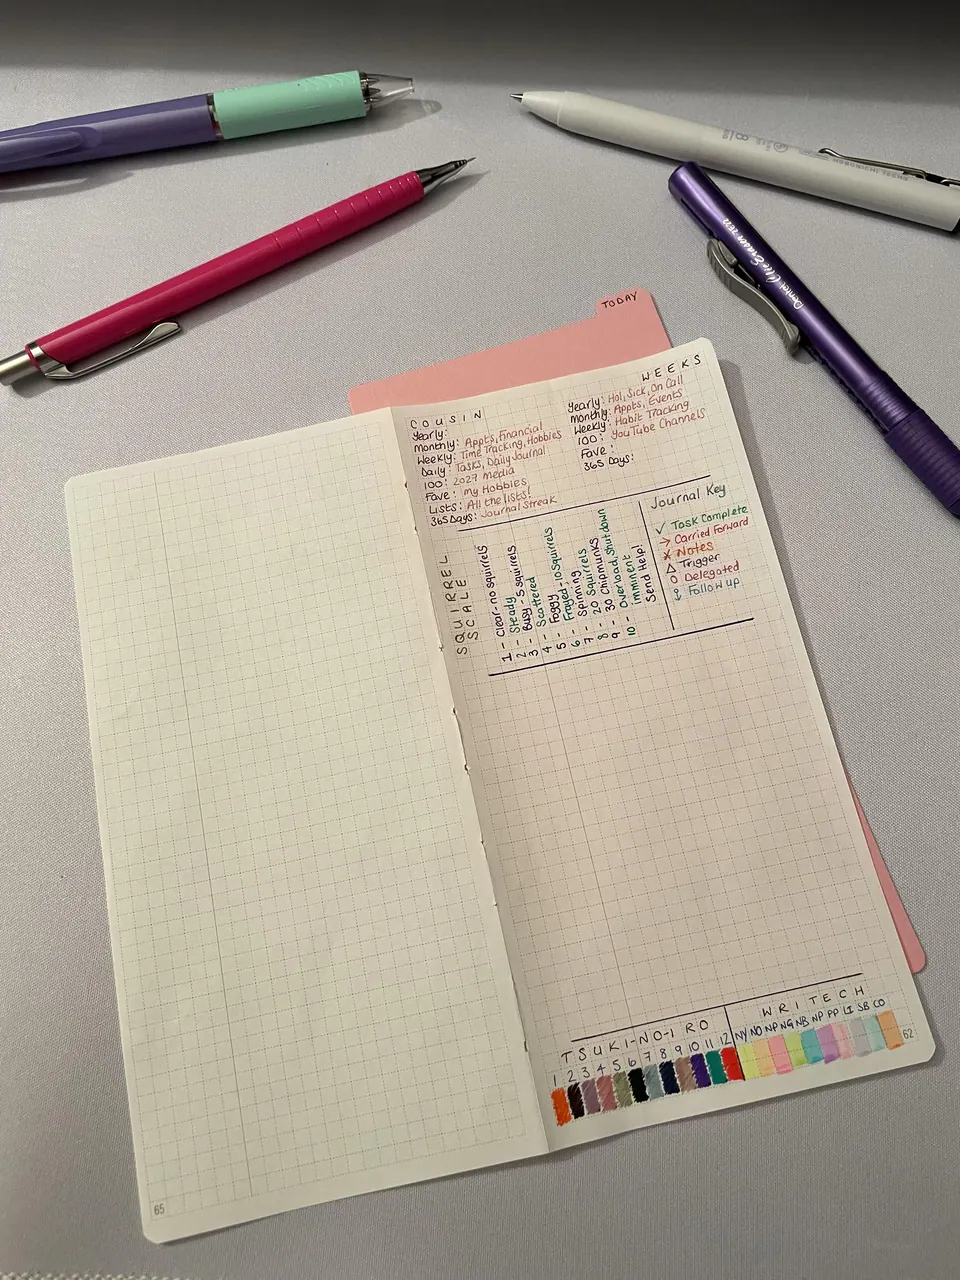 Pentel Clic Eraser ZE22
TODAY
COUSIN
Yearly:
Monthly: Appts, Financial
Weekly: Time Tracking, Hobbies
Daily: Tasks, Daily Journal
100: 2027 media
Fave: my Hobbies
Lists: All the lists!
365 Days: Journal Streak
WEEKS
Yearly: Hol, Sick, On Call
Monthly: Appts, Events
Weekly: Habit Tracking
100: YouTube Channels
Fave:
365 Days:
SQUIRREL
SCALE
1 - Clear - no squirrels
2 - Steady
3 - Busy - 5 squirrels
4 - Scattered
5 - Foggy
6 - Frayed - 10 squirrels
7 - Spinning
8 - 20 Squirrels
9 - 30 chipmunks
10 - Overload, shutdown
imminent
Send Help!
Journal Key
✓ Task Complete
→ Carried Forward
x Notes
△ Trigger
o Delegated
Follow up
TSUKI-NO-IRO
1 2 3 4 5 6 7 8 9 10 11 12
WRITECH
NY NO NP NG NB NP PP LI SB CO
62
65